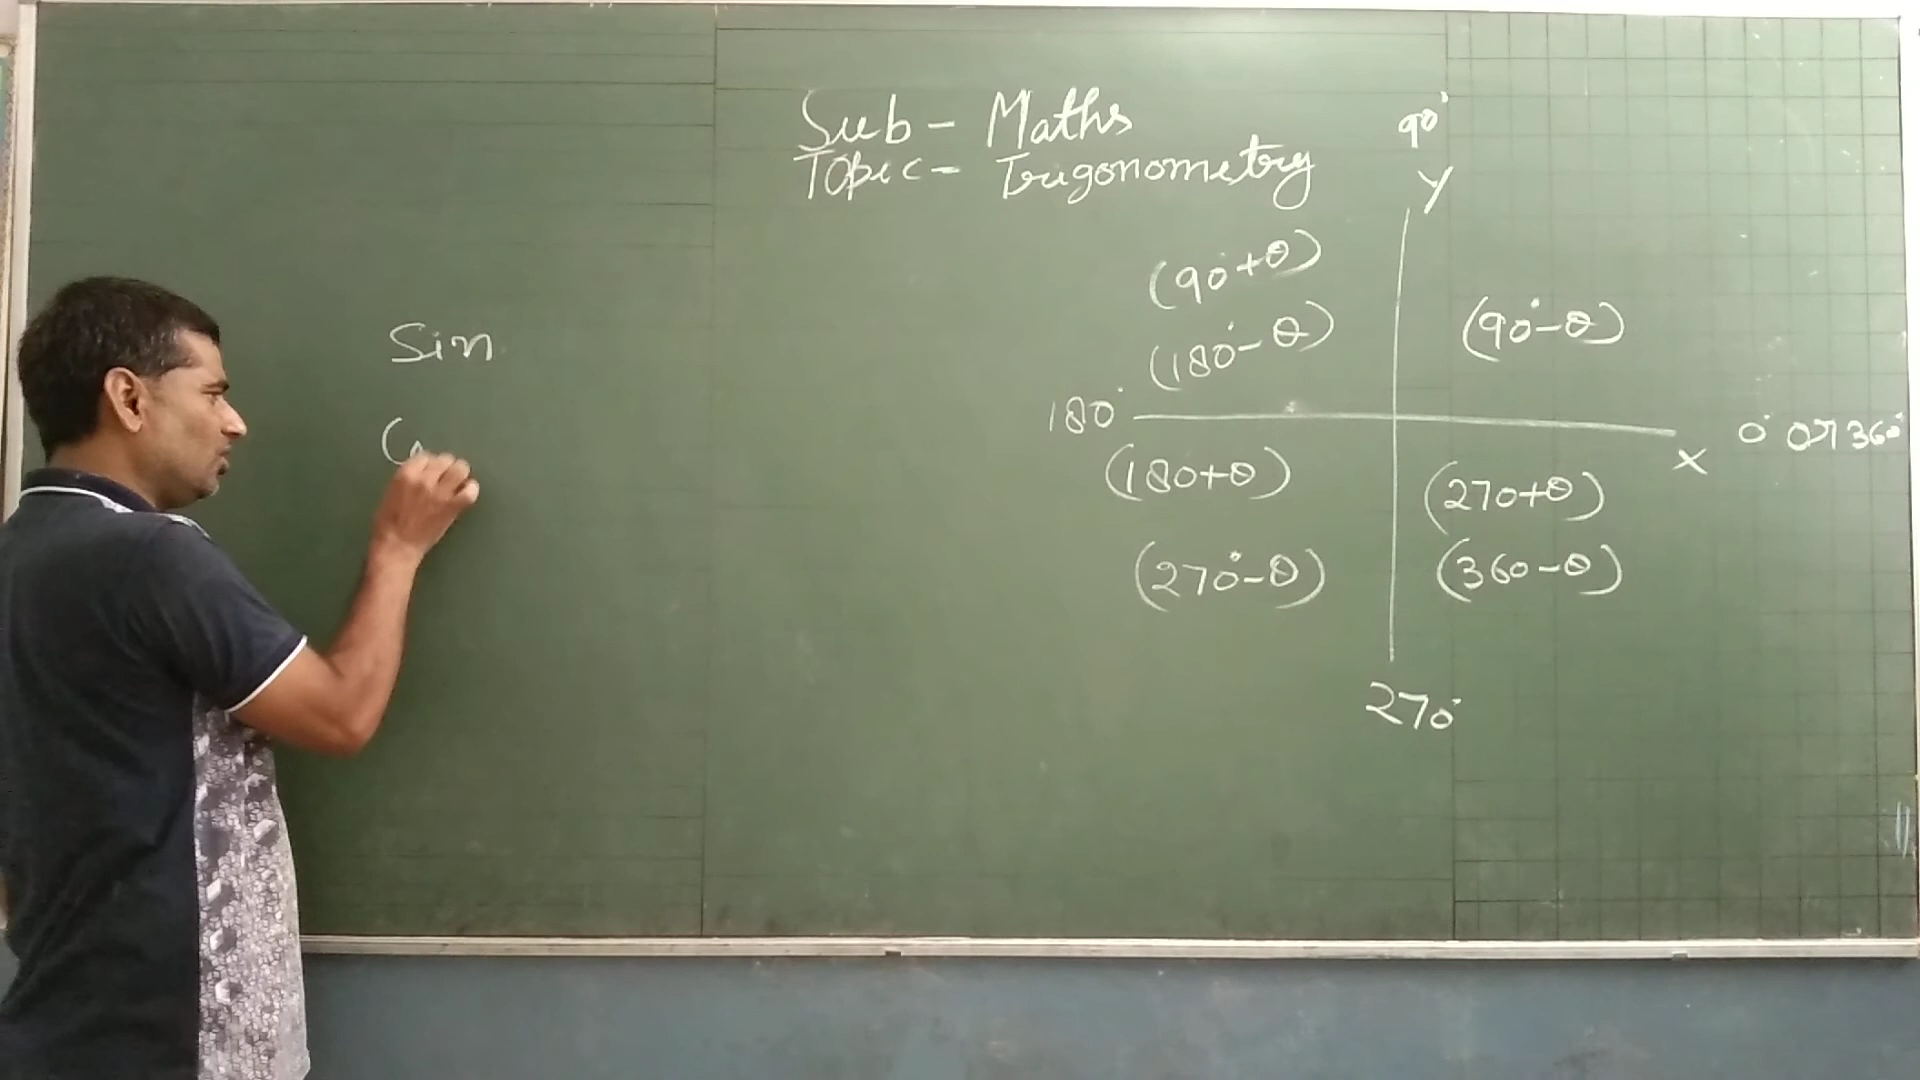 Sub - Maths
Topic - Trigonometry
90°
Y
(90°+θ)
(90°-θ)
(180°-θ)
Sin
180°
0° or 360°
X
(180+θ)
(270+θ)
(270°-θ)
(360-θ)
270°